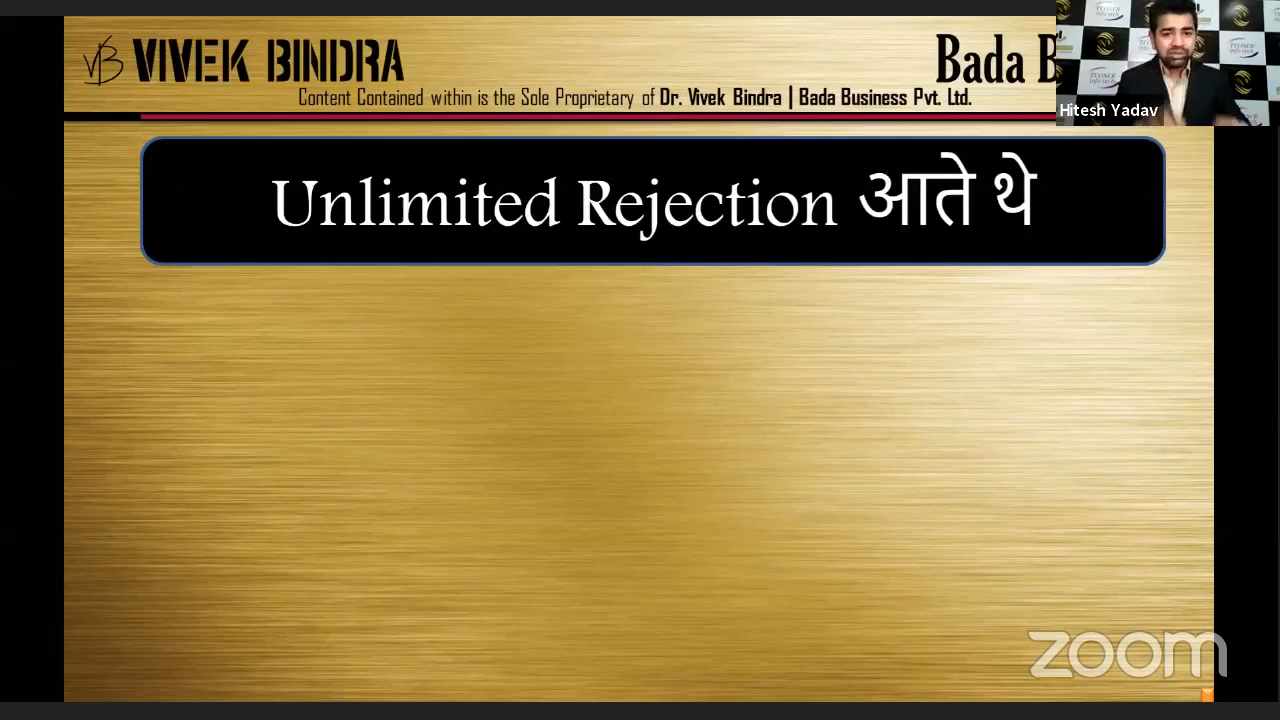 VB VIVEK BINDRA
Bada B
Content Contained within is the Sole Proprietary of Dr. Vivek Bindra | Bada Business Pvt. Ltd.
Hitesh Yadav
Unlimited Rejection आते थे
zoom